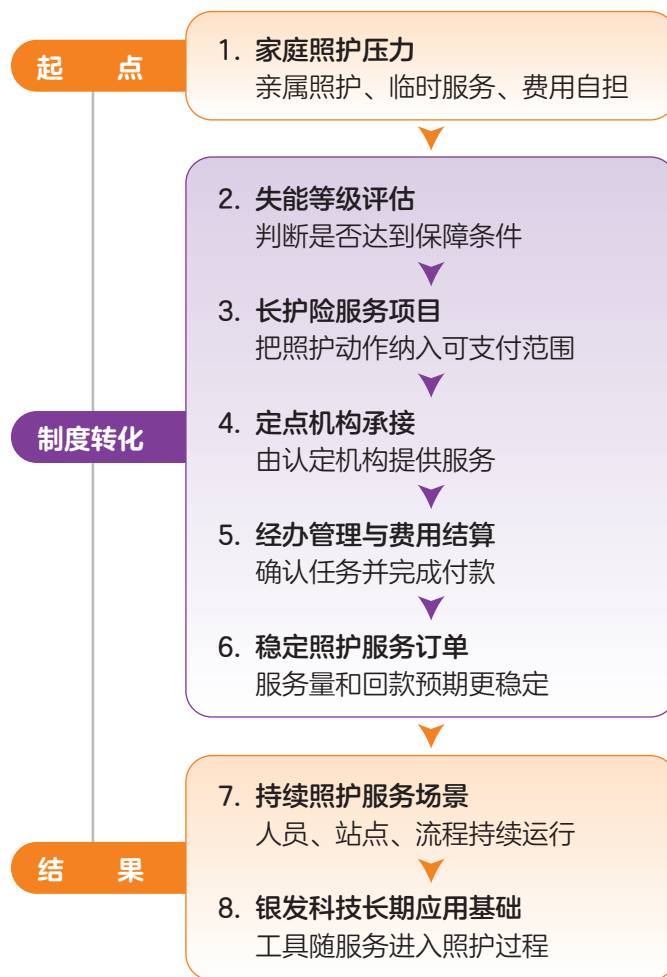 起点
1. 家庭照护压力
亲属照护、临时服务、费用自担
2. 失能等级评估
判断是否达到保障条件
3. 长护险服务项目
把照护动作纳入可支付范围
制度转化
4. 定点机构承接
由认定机构提供服务
5. 经办管理与费用结算
确认任务并完成付款
6. 稳定照护服务订单
服务量和回款预期更稳定
7. 持续照护服务场景
人员、站点、流程持续运行
结果
8. 银发科技长期应用基础
工具随服务进入照护过程